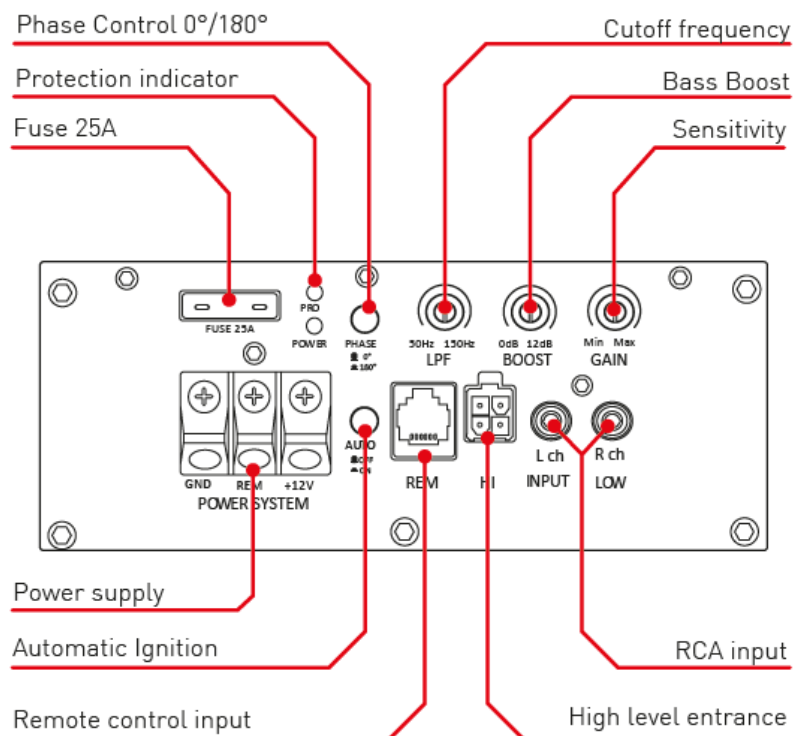 Phase Control 0°/180°
Cutoff frequency
Protection indicator
Bass Boost
Fuse 25A
Sensitivity
FUSE 25A
PRO
POWER
PHASE
0°
180°
50Hz 150Hz
LPF
0dB 12dB
BOOST
Min Max
GAIN
AUTO
OFF
ON
GND REM +12V
POWER SYSTEM
REM
HI
L ch
INPUT
R ch
LOW
Power supply
Automatic Ignition
RCA input
Remote control input
High level entrance